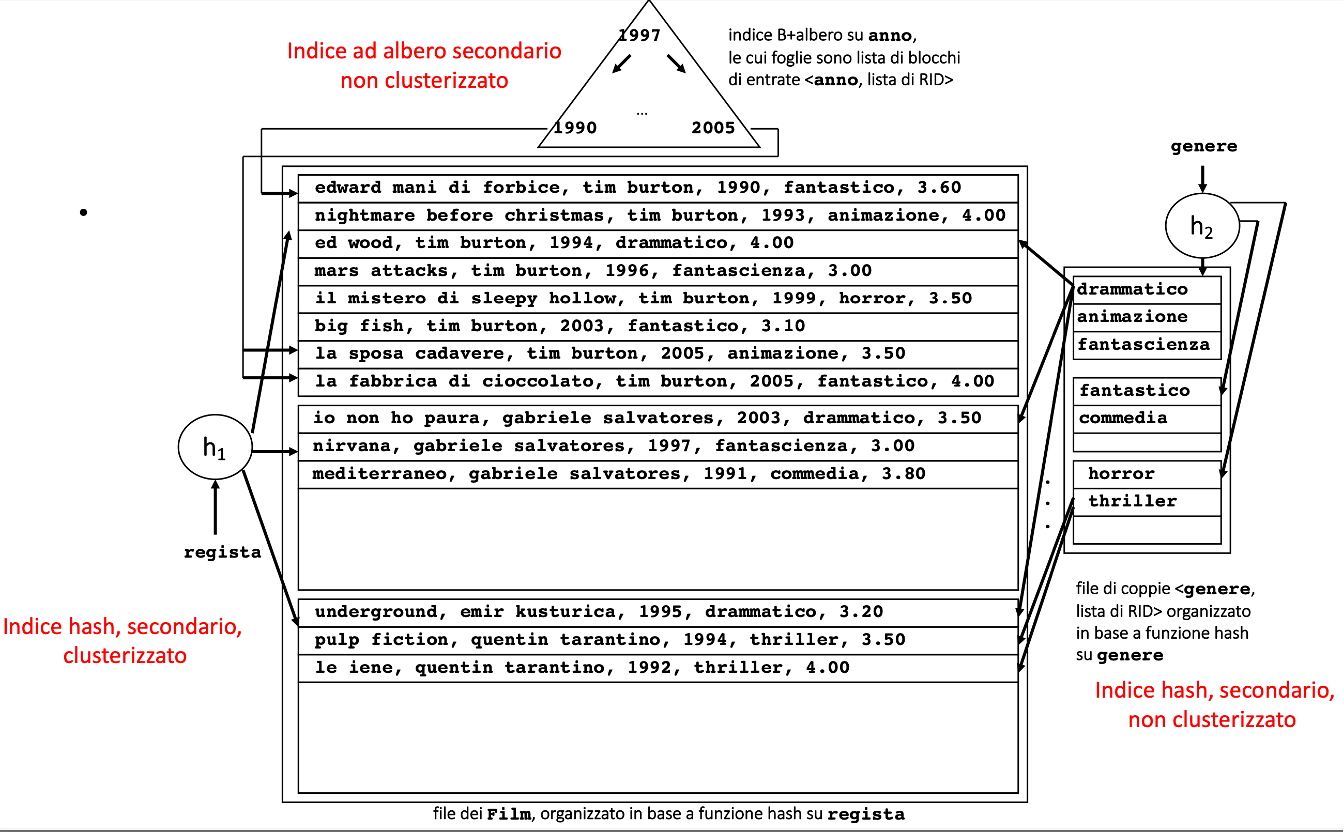 Indice ad albero secondario
non clusterizzato
1997
...
1990
2005
indice B+albero su anno,
le cui foglie sono lista di blocchi
di entrate <anno, lista di RID>
edward mani di forbice, tim burton, 1990, fantastico, 3.60
nightmare before christmas, tim burton, 1993, animazione, 4.00
ed wood, tim burton, 1994, drammatico, 4.00
mars attacks, tim burton, 1996, fantascienza, 3.00
il mistero di sleepy hollow, tim burton, 1999, horror, 3.50
big fish, tim burton, 2003, fantastico, 3.10
la sposa cadavere, tim burton, 2005, animazione, 3.50
la fabbrica di cioccolato, tim burton, 2005, fantastico, 4.00
io non ho paura, gabriele salvatores, 2003, drammatico, 3.50
nirvana, gabriele salvatores, 1997, fantascienza, 3.00
mediterraneo, gabriele salvatores, 1991, commedia, 3.80
underground, emir kusturica, 1995, drammatico, 3.20
pulp fiction, quentin tarantino, 1994, thriller, 3.50
le iene, quentin tarantino, 1992, thriller, 4.00
h1
regista
Indice hash, secondario,
clusterizzato
genere
h2
drammatico
animazione
fantascienza
fantastico
commedia
horror
thriller
file di coppie <genere,
lista di RID> organizzato
in base a funzione hash
su genere
Indice hash, secondario,
non clusterizzato
file dei Film, organizzato in base a funzione hash su regista